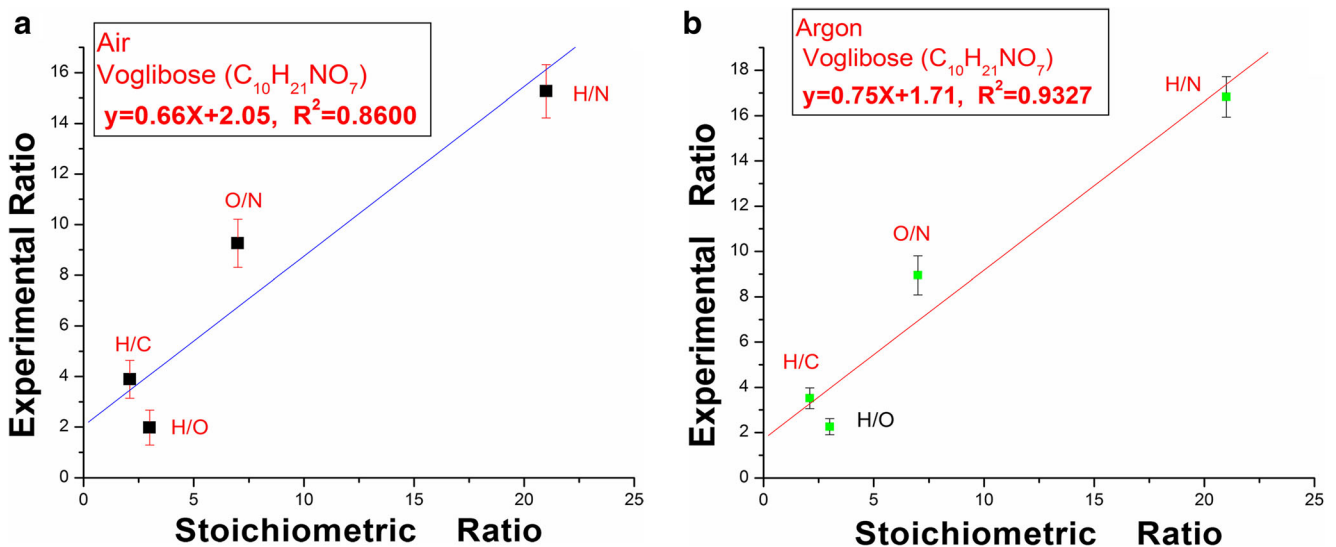 a
Air
Voglibose (C₁₀H₂₁NO₇)
y=0.66X+2.05, R²=0.8600
H/N
O/N
H/C
H/O
16
14
12
10
8
6
4
2
0
0 5 10 15 20 25
Experimental Ratio
Stoichiometric Ratio
b
Argon
Voglibose (C₁₀H₂₁NO₇)
y=0.75X+1.71, R²=0.9327
H/N
O/N
H/C
H/O
18
16
14
12
10
8
6
4
2
0
0 5 10 15 20 25
Experimental Ratio
Stoichiometric Ratio